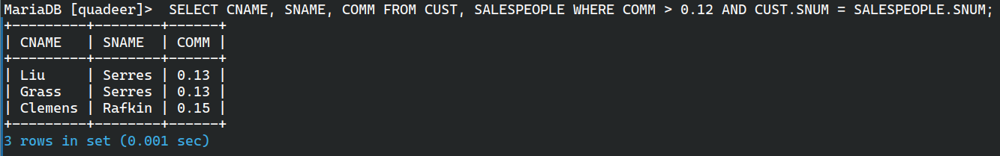 MariaDB [quadeer]>  SELECT CNAME, SNAME, COMM FROM CUST, SALESPEOPLE WHERE COMM > 0.12 AND CUST.SNUM = SALESPEOPLE.SNUM;
+---------+--------+------+
| CNAME   | SNAME  | COMM |
+---------+--------+------+
| Liu     | Serres | 0.13 |
| Grass   | Serres | 0.13 |
| Clemens | Rafkin | 0.15 |
+---------+--------+------+
3 rows in set (0.001 sec)